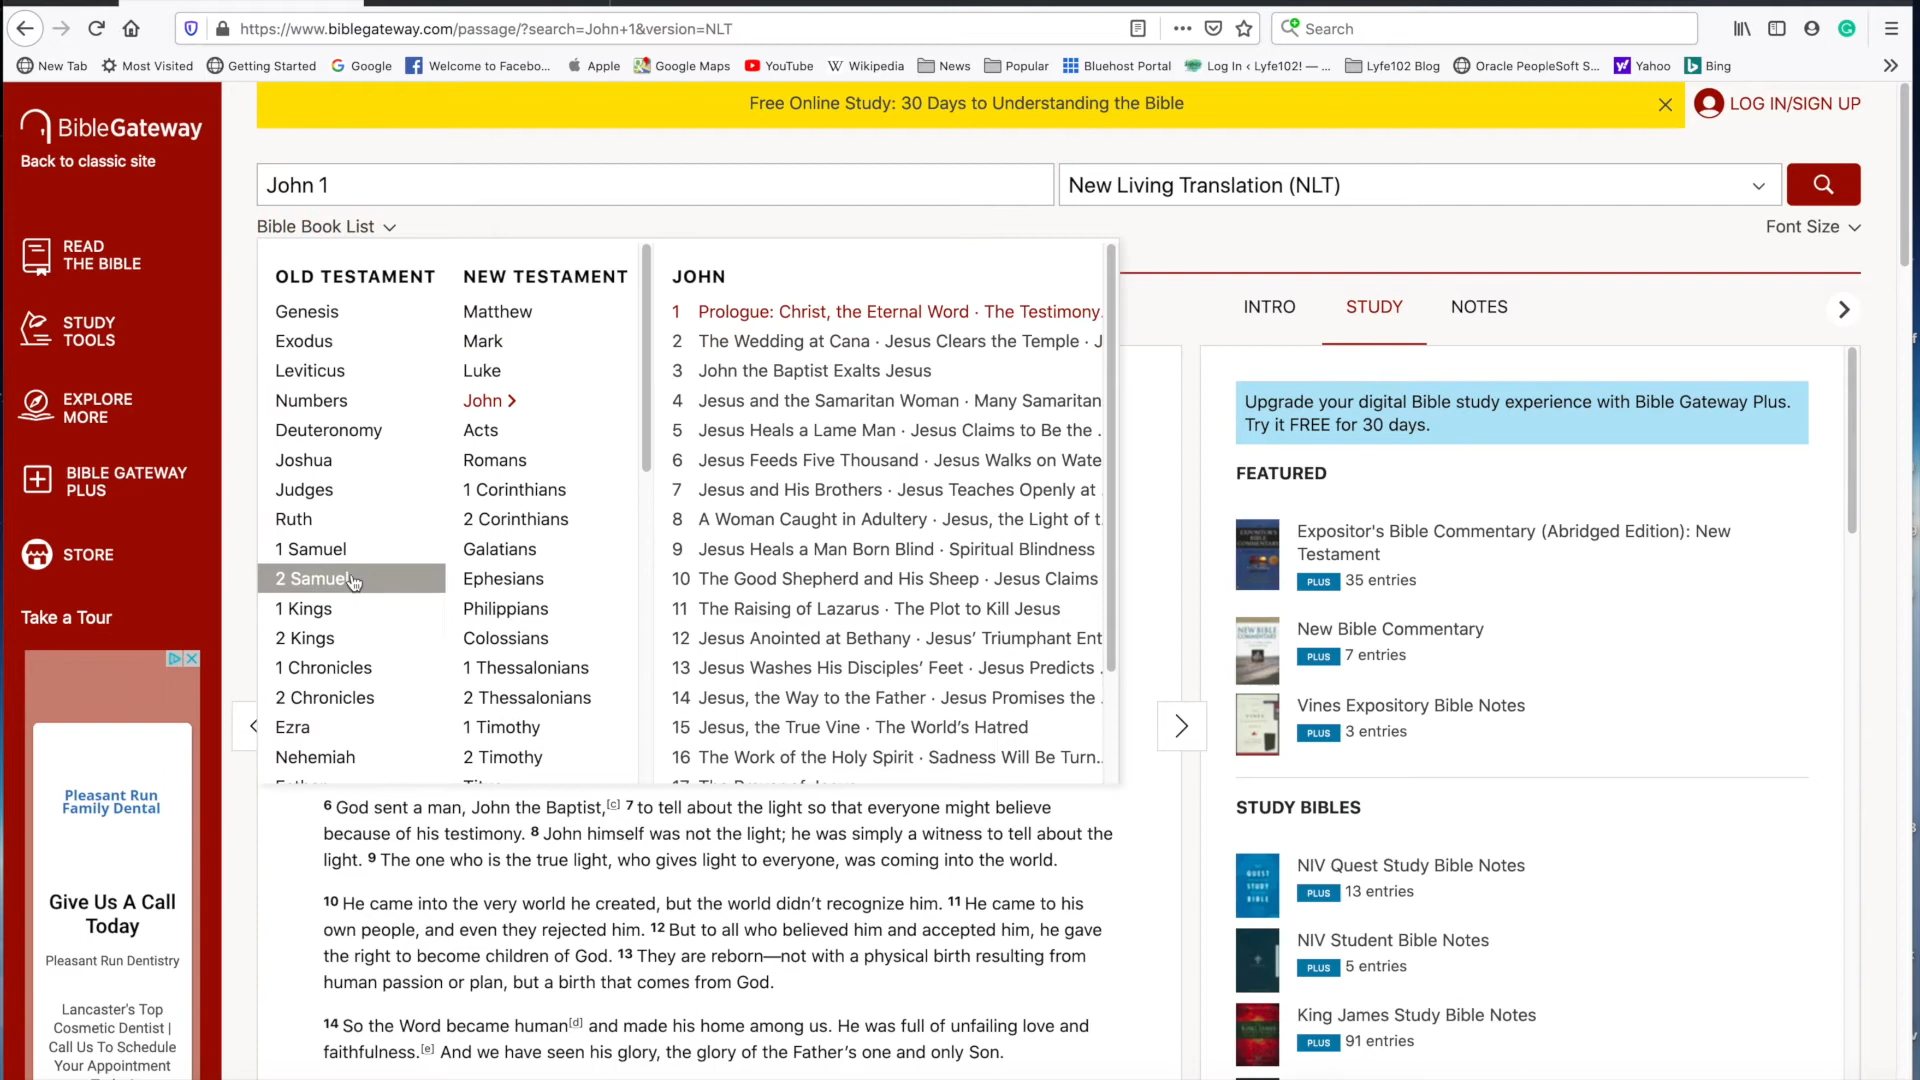 https://www.biblegateway.com/passage/?search=John+1&version=NLT
Search
New Tab
Most Visited
Getting Started
Google
Welcome to Facebo...
Apple
Google Maps
YouTube
Wikipedia
News
Popular
Bluehost Portal
Log In ‹ Lyfe102! — ...
Lyfe102 Blog
Oracle PeopleSoft S...
Yahoo
Bing
BibleGateway
Back to classic site
READ
THE BIBLE
STUDY
TOOLS
EXPLORE
MORE
BIBLE GATEWAY
PLUS
STORE
Take a Tour
Pleasant Run
Family Dental
Give Us A Call
Today
Pleasant Run Dentistry
Lancaster's Top
Cosmetic Dentist |
Call Us To Schedule
Your Appointment
Free Online Study: 30 Days to Understanding the Bible
LOG IN/SIGN UP
John 1
New Living Translation (NLT)
Bible Book List
Font Size
OLD TESTAMENT
Genesis
Exodus
Leviticus
Numbers
Deuteronomy
Joshua
Judges
Ruth
1 Samuel
2 Samuel
1 Kings
2 Kings
1 Chronicles
2 Chronicles
Ezra
Nehemiah
NEW TESTAMENT
Matthew
Mark
Luke
John
Acts
Romans
1 Corinthians
2 Corinthians
Galatians
Ephesians
Philippians
Colossians
1 Thessalonians
2 Thessalonians
1 Timothy
2 Timothy
JOHN
1 Prologue: Christ, the Eternal Word · The Testimony.
2 The Wedding at Cana · Jesus Clears the Temple · J
3 John the Baptist Exalts Jesus
4 Jesus and the Samaritan Woman · Many Samaritan
5 Jesus Heals a Lame Man · Jesus Claims to Be the .
6 Jesus Feeds Five Thousand · Jesus Walks on Wate
7 Jesus and His Brothers · Jesus Teaches Openly at .
8 A Woman Caught in Adultery · Jesus, the Light of t.
9 Jesus Heals a Man Born Blind · Spiritual Blindness
10 The Good Shepherd and His Sheep · Jesus Claims
11 The Raising of Lazarus · The Plot to Kill Jesus
12 Jesus Anointed at Bethany · Jesus’ Triumphant Ent
13 Jesus Washes His Disciples’ Feet · Jesus Predicts .
14 Jesus, the Way to the Father · Jesus Promises the .
15 Jesus, the True Vine · The World’s Hatred
16 The Work of the Holy Spirit · Sadness Will Be Turn..
6 God sent a man, John the Baptist,[c] 7 to tell about the light so that everyone might believe
because of his testimony. 8 John himself was not the light; he was simply a witness to tell about the
light. 9 The one who is the true light, who gives light to everyone, was coming into the world.
10 He came into the very world he created, but the world didn’t recognize him. 11 He came to his
own people, and even they rejected him. 12 But to all who believed him and accepted him, he gave
the right to become children of God. 13 They are reborn—not with a physical birth resulting from
human passion or plan, but a birth that comes from God.
14 So the Word became human[d] and made his home among us. He was full of unfailing love and
faithfulness.[e] And we have seen his glory, the glory of the Father’s one and only Son.
INTRO
STUDY
NOTES
Upgrade your digital Bible study experience with Bible Gateway Plus.
Try it FREE for 30 days.
FEATURED
Expositor's Bible Commentary (Abridged Edition): New
Testament
PLUS 35 entries
New Bible Commentary
PLUS 7 entries
Vines Expository Bible Notes
PLUS 3 entries
STUDY BIBLES
NIV Quest Study Bible Notes
PLUS 13 entries
NIV Student Bible Notes
PLUS 5 entries
King James Study Bible Notes
PLUS 91 entries